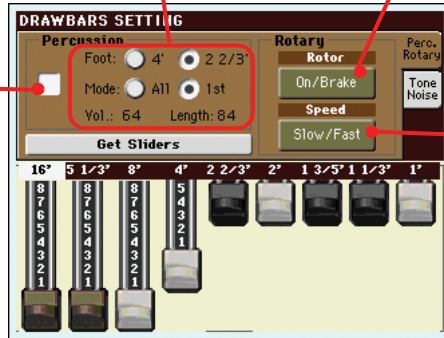 DRAWBARS SETTING
Percussion
Rotary
Perc. Rotary
Foot: 4' 2 2/3'
Rotor
On/Brake
Tone Noise
Mode: All 1st
Speed
Vol.: 64 Length: 84
Slow/Fast
Get Sliders
16' 5 1/3' 8' 4' 2 2/3' 2' 1 3/5' 1 1/3' 1'
8 8 8 5
7 7 7 4
6 6 6 3
5 5 5 2
4 4 4 1
3 3 3
2 2 2
1 1 1